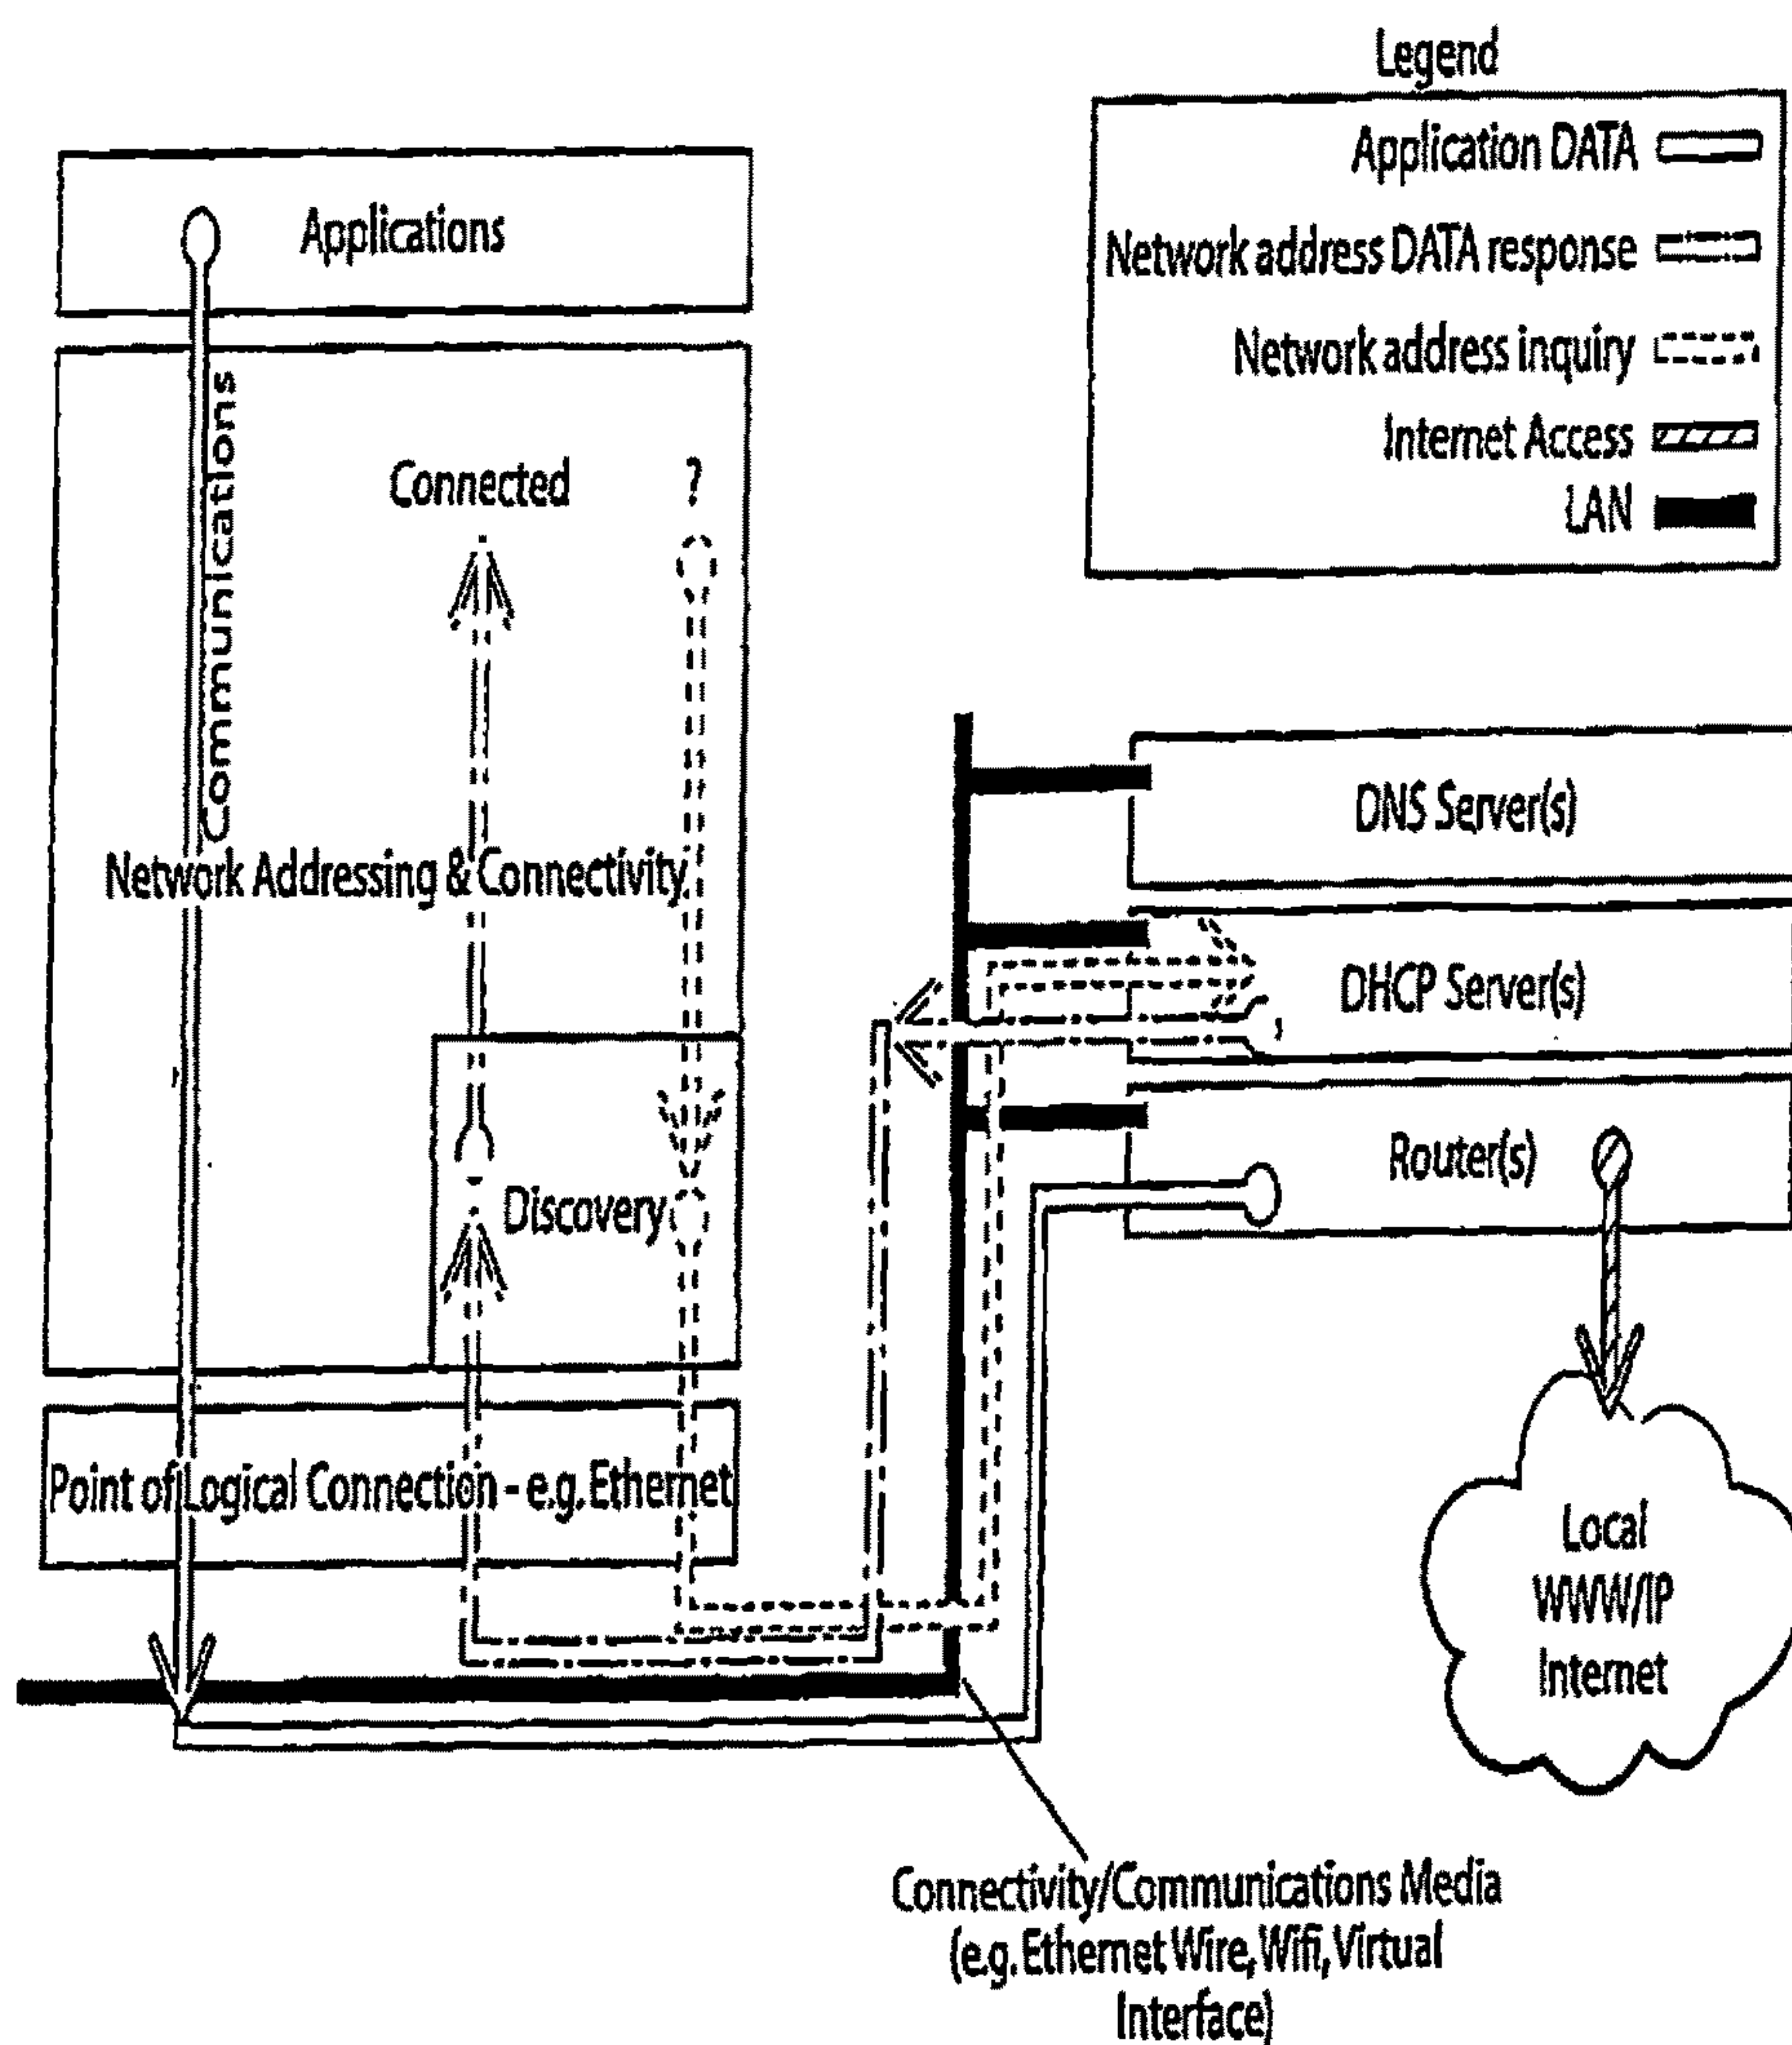 Legend
Application DATA
Network address DATA response
Network address inquiry
Internet Access
LAN
Applications
Communications
Connected
?
Network Addressing & Connectivity
Discovery
Point of Logical Connection - e.g. Ethernet
DNS Server(s)
DHCP Server(s)
Router(s)
Local
WWW/IP
Internet
Connectivity/Communications Media
(e.g. Ethernet Wire, Wifi, Virtual
Interface)